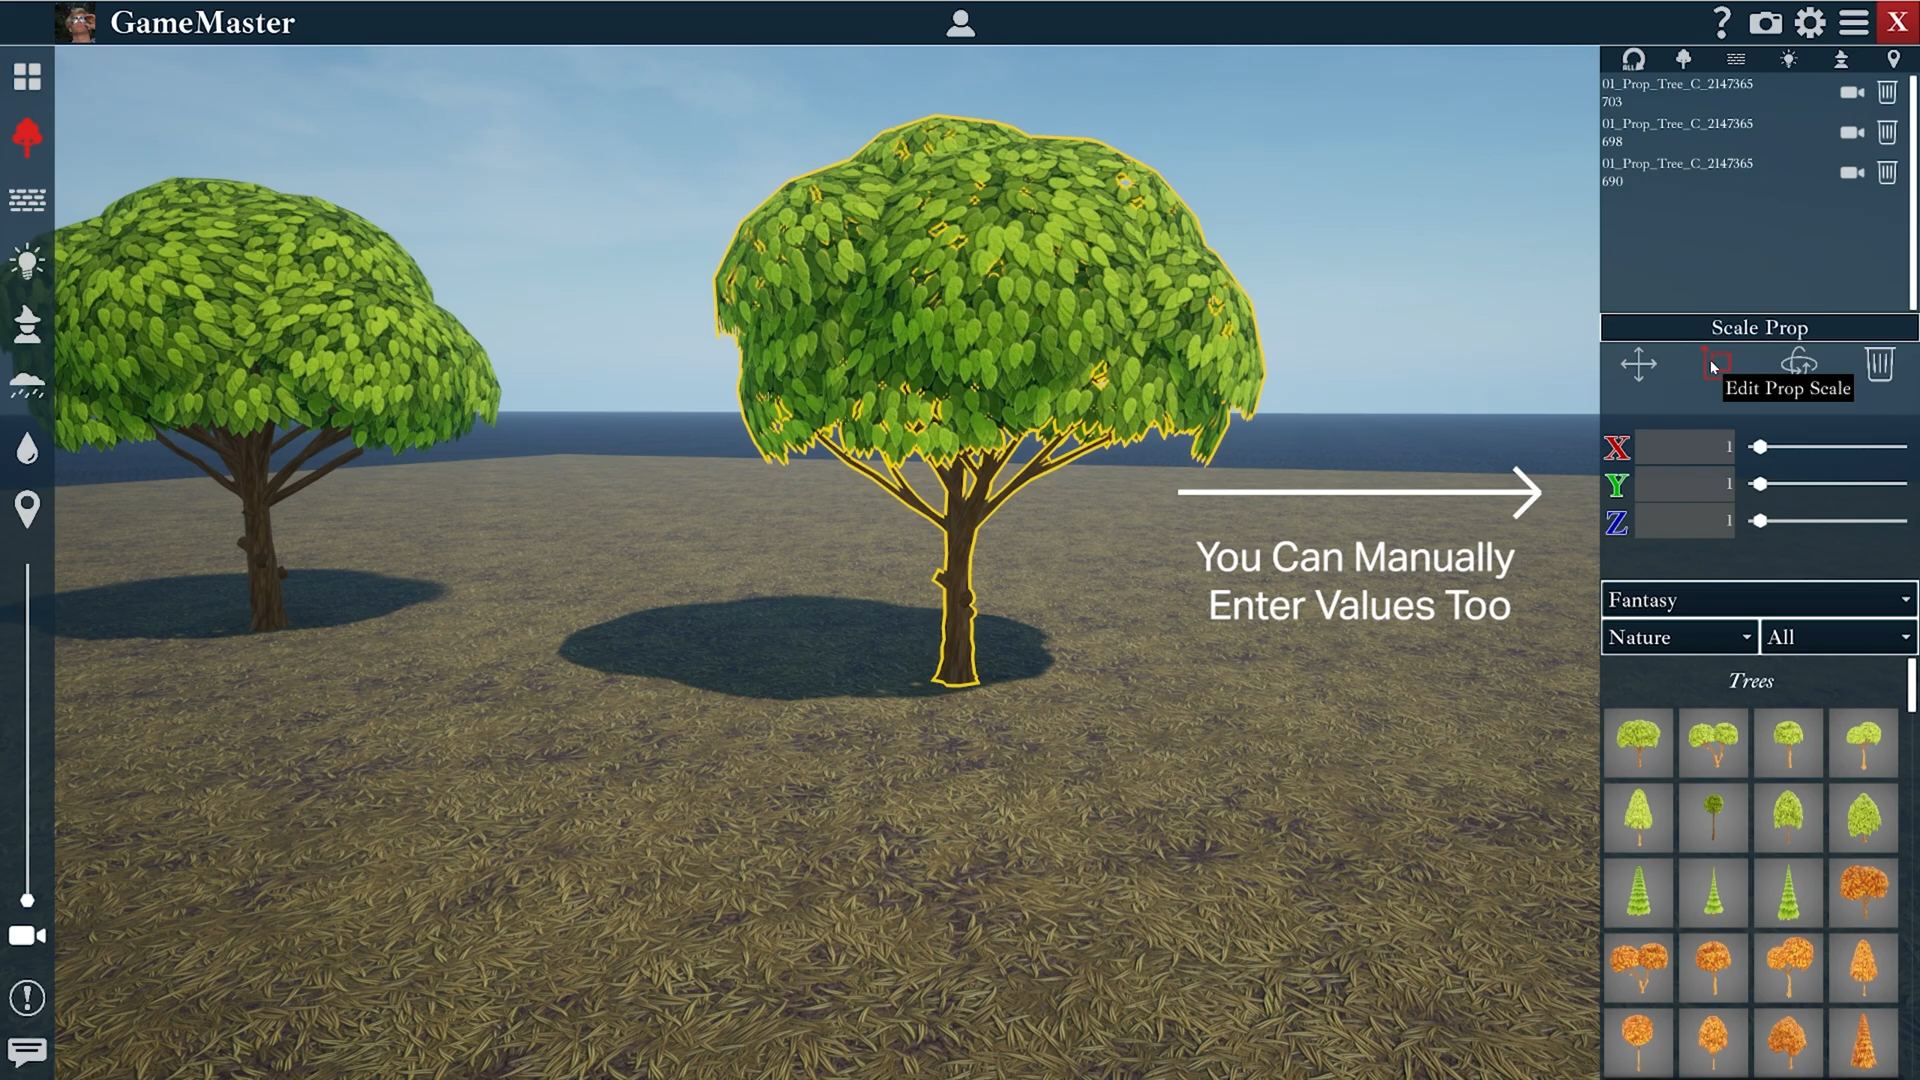 GameMaster
?
X
ALL
01_Prop_Tree_C_2147365
703
01_Prop_Tree_C_2147365
698
01_Prop_Tree_C_2147365
690
Scale Prop
Edit Prop Scale
X 1
Y 1
Z 1
You Can Manually
Enter Values Too
Fantasy
Nature All
Trees